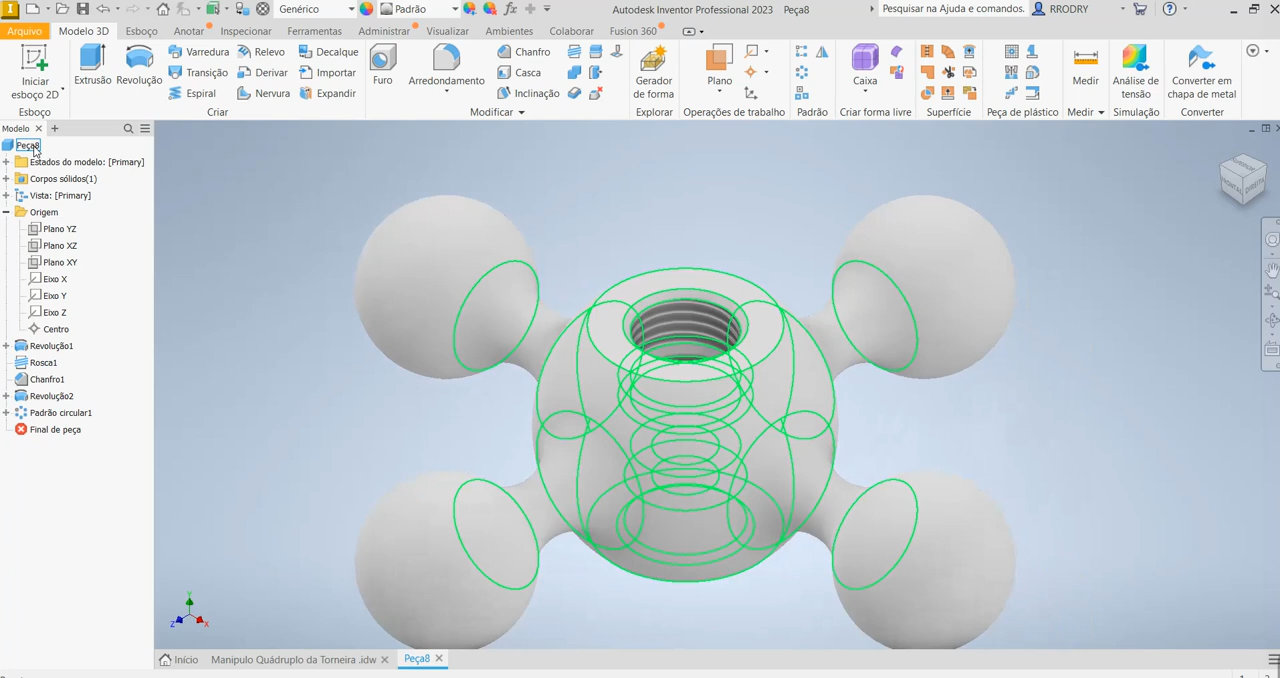 Genérico
Padrão
Autodesk Inventor Professional 2023 Peça8
Pesquisar na Ajuda e comandos.
RRODRY
Arquivo Modelo 3D Esboço Anotar Inspecionar Ferramentas Administrar Visualizar Ambientes Colaborar Fusion 360
Iniciar
esboço 2D
Extrusão
Revolução
Varredura
Transição
Espiral
Relevo
Derivar
Nervura
Decalque
Importar
Expandir
Furo
Arredondamento
Chanfro
Casca
Inclinação
Gerador
de forma
Plano
Caixa
Medir
Análise de
tensão
Converter em
chapa de metal
Esboço Criar Modificar Explorar Operações de trabalho Padrão Criar forma livre Superfície Peça de plástico Medir Simulação Converter
Modelo
Peça8
Estados do modelo: [Primary]
Corpos sólidos(1)
Vista: [Primary]
Origem
Plano YZ
Plano XZ
Plano XY
Eixo X
Eixo Y
Eixo Z
Centro
Revolução1
Rosca1
Chanfro1
Revolução2
Padrão circular1
Final de peça
SUPERIOR
FRONTAL
DIREITA
Y
Z
X
Início Manipulo Quádruplo da Torneira .idw Peça8